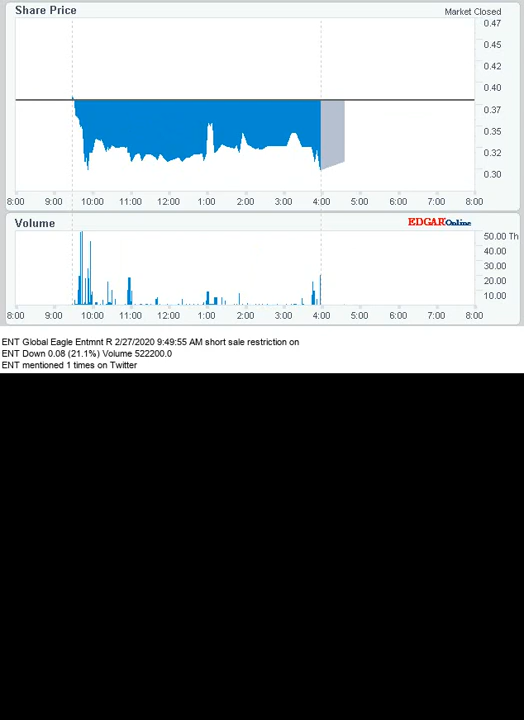 Share Price
Market Closed
0.47
0.45
0.42
0.40
0.37
0.35
0.32
0.30
8:00 9:00 10:00 11:00 12:00 1:00 2:00 3:00 4:00 5:00 6:00 7:00 8:00
Volume
EDGAROnline
50.00 Th
40.00
30.00
20.00
10.00
8:00 9:00 10:00 11:00 12:00 1:00 2:00 3:00 4:00 5:00 6:00 7:00 8:00
ENT Global Eagle Entmnt R 2/27/2020 9:49:55 AM short sale restriction on
ENT Down 0.08 (21.1%) Volume 522200.0
ENT mentioned 1 times on Twitter